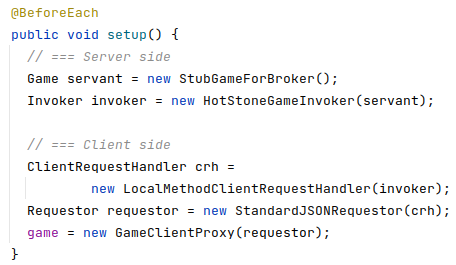 @BeforeEach
public void setup() {
  // === Server side
  Game servant = new StubGameForBroker();
  Invoker invoker = new HotStoneGameInvoker(servant);

  // === Client side
  ClientRequestHandler crh =
          new LocalMethodClientRequestHandler(invoker);
  Requestor requestor = new StandardJSONRequestor(crh);
  game = new GameClientProxy(requestor);
}